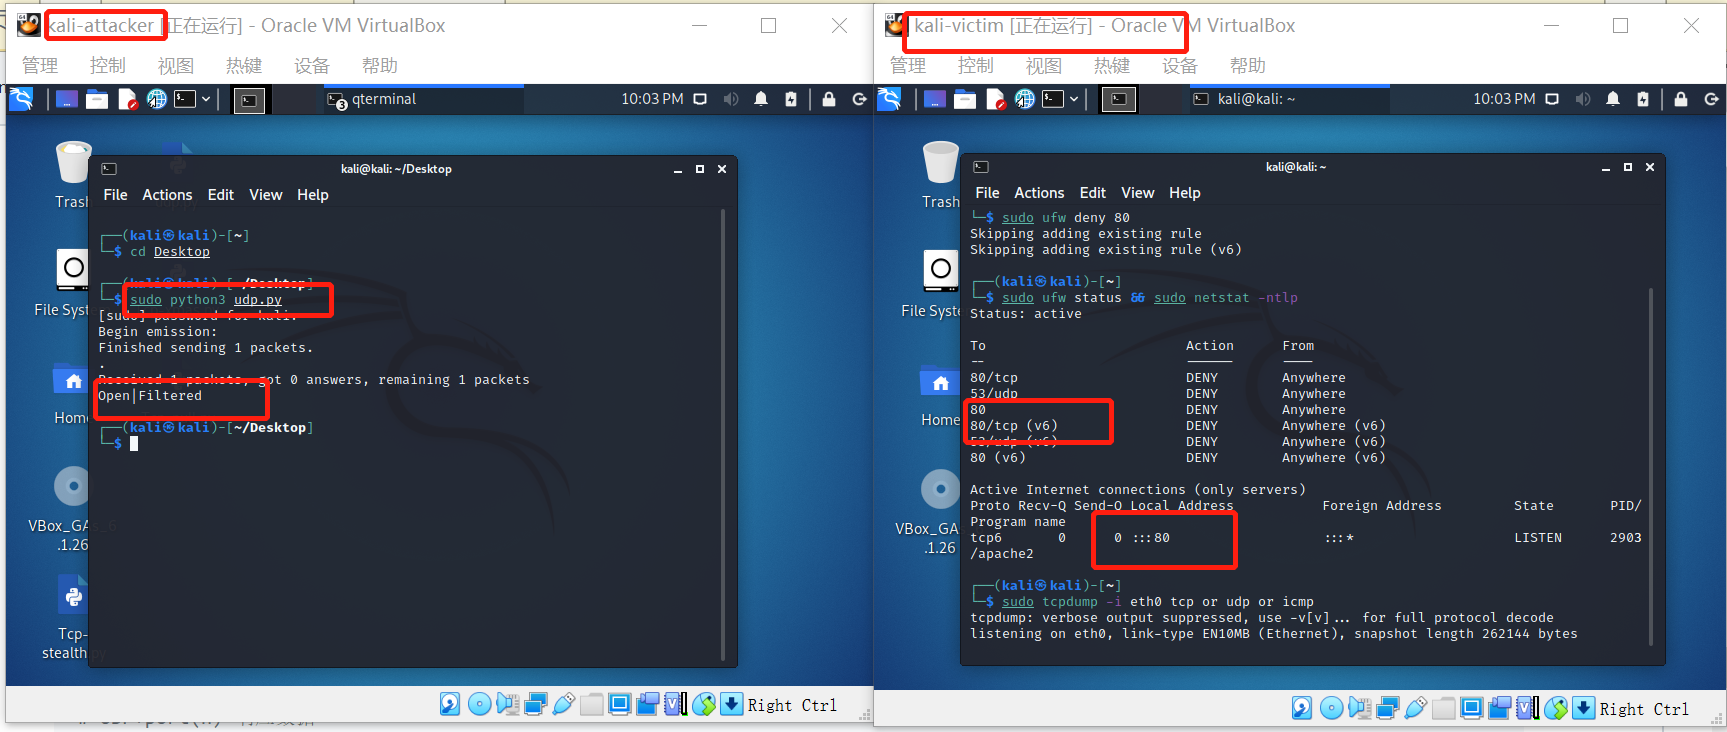 kali-attacker [正在运行] - Oracle VM VirtualBox
管理 控制 视图 热键 设备 帮助
qterminal
3
10:03 PM
Trash
File Syst
Home
VBox_GA
.1.26
Tcp-
stealth.py
kali@kali: ~/Desktop
File Actions Edit View Help
┌──(kali㉿kali)-[~]
└─$ cd Desktop
┌──(kali㉿kali)-[~/Desktop]
└─$ sudo python3 udp.py
[sudo] password for kali:
Begin emission:
Finished sending 1 packets.
.
Received 1 packets, got 0 answers, remaining 1 packets
Open|Filtered
┌──(kali㉿kali)-[~/Desktop]
└─$
Right Ctrl
kali-victim [正在运行] - Oracle VM VirtualBox
管理 控制 视图 热键 设备 帮助
kali@kali: ~
10:03 PM
Trash
File Syste
Home
VBox_GA
.1.26
kali@kali: ~
File Actions Edit View Help
└─$ sudo ufw deny 80
Skipping adding existing rule
Skipping adding existing rule (v6)
┌──(kali㉿kali)-[~]
└─$ sudo ufw status && sudo netstat -ntlp
Status: active
To Action From
-- ------ ----
80/tcp DENY Anywhere
53/udp DENY Anywhere
80 DENY Anywhere
80/tcp (v6) DENY Anywhere (v6)
53/udp (v6) DENY Anywhere (v6)
80 (v6) DENY Anywhere (v6)
Active Internet connections (only servers)
Proto Recv-Q Send-Q Local Address Foreign Address State PID/
Program name
tcp6 0 0 :::80 :::* LISTEN 2903
/apache2
┌──(kali㉿kali)-[~]
└─$ sudo tcpdump -i eth0 tcp or udp or icmp
tcpdump: verbose output suppressed, use -v[v]... for full protocol decode
listening on eth0, link-type EN10MB (Ethernet), snapshot length 262144 bytes
Right Ctrl